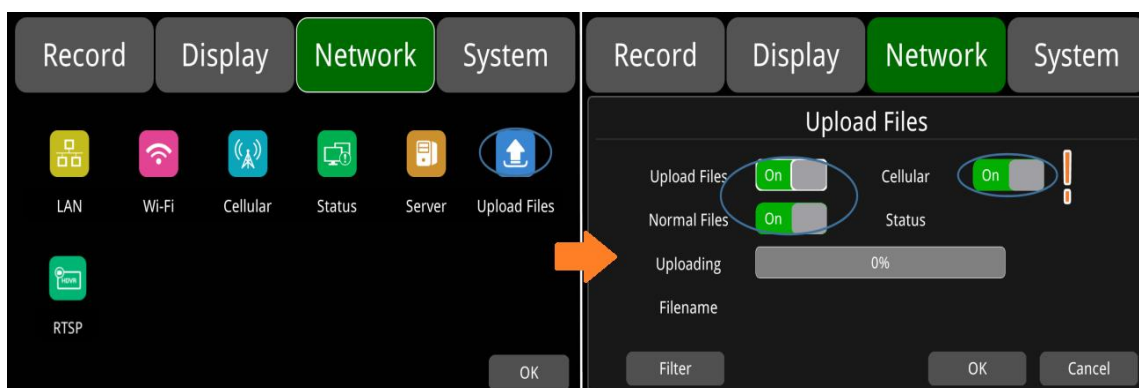 Record Display Network System
LAN Wi-Fi Cellular Status Server Upload Files
HDVR
RTSP
OK
Record Display Network System
Upload Files
Upload Files On Cellular On
Normal Files On Status
Uploading 0%
Filename
Filter OK Cancel